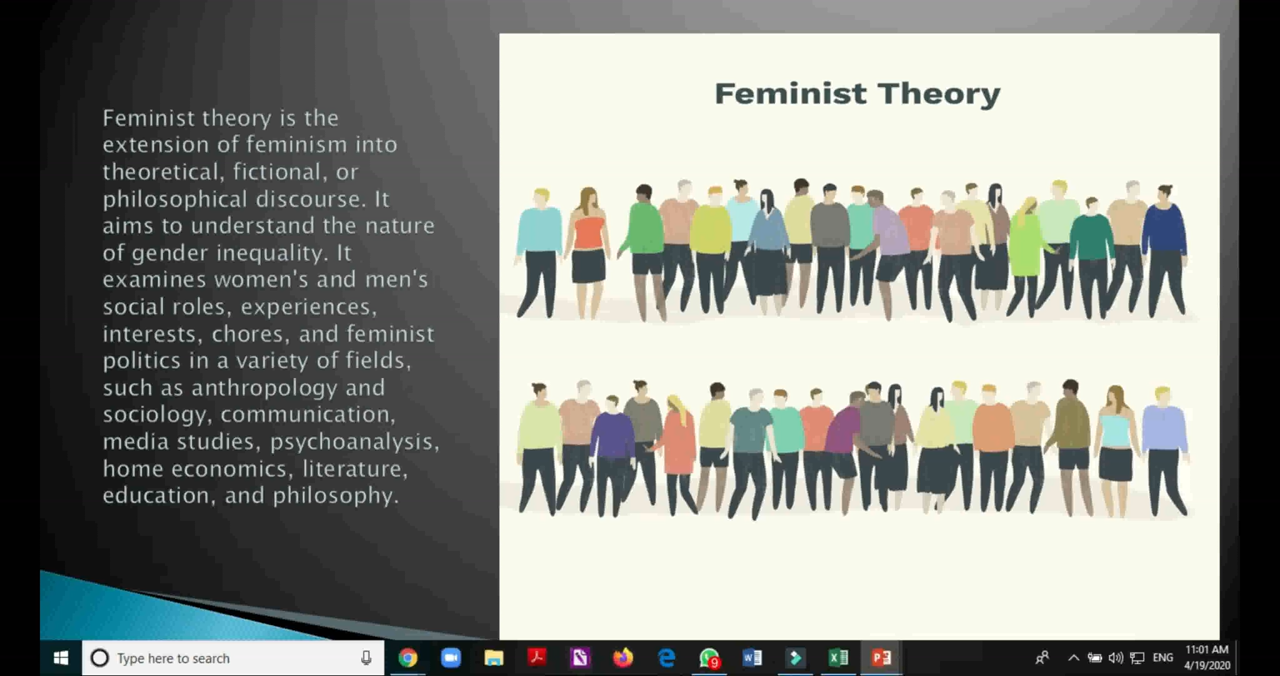 Feminist Theory
Feminist theory is the
extension of feminism into
theoretical, fictional, or
philosophical discourse. It
aims to understand the nature
of gender inequality. It
examines women's and men's
social roles, experiences,
interests, chores, and feminist
politics in a variety of fields,
such as anthropology and
sociology, communication,
media studies, psychoanalysis,
home economics, literature,
education, and philosophy.
Type here to search
9
ENG
11:01 AM
4/19/2020